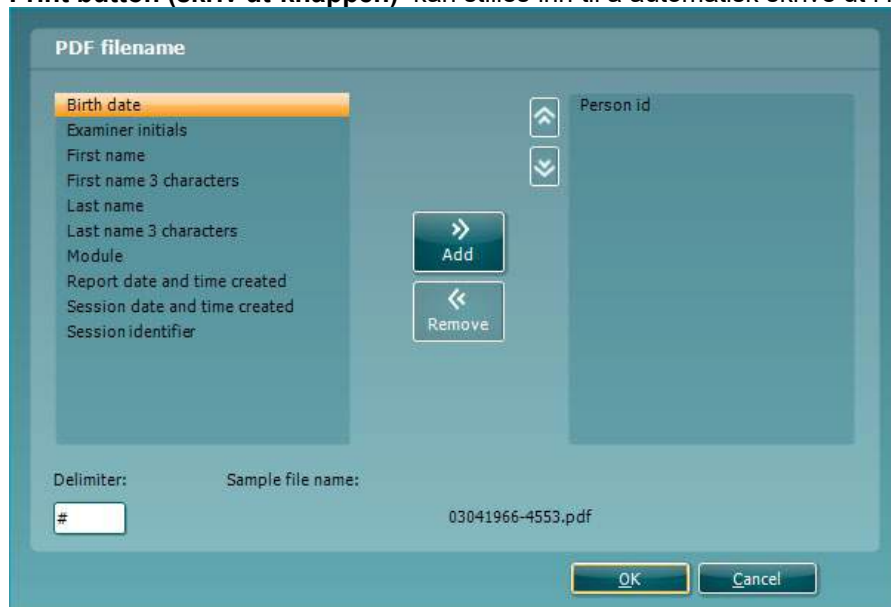 PDF filename
Birth date
Examiner initials
First name
First name 3 characters
Last name
Last name 3 characters
Module
Report date and time created
Session date and time created
Session identifier
Add
Remove
Person id
Delimiter:
Sample file name:
#
03041966-4553.pdf
OK
Cancel